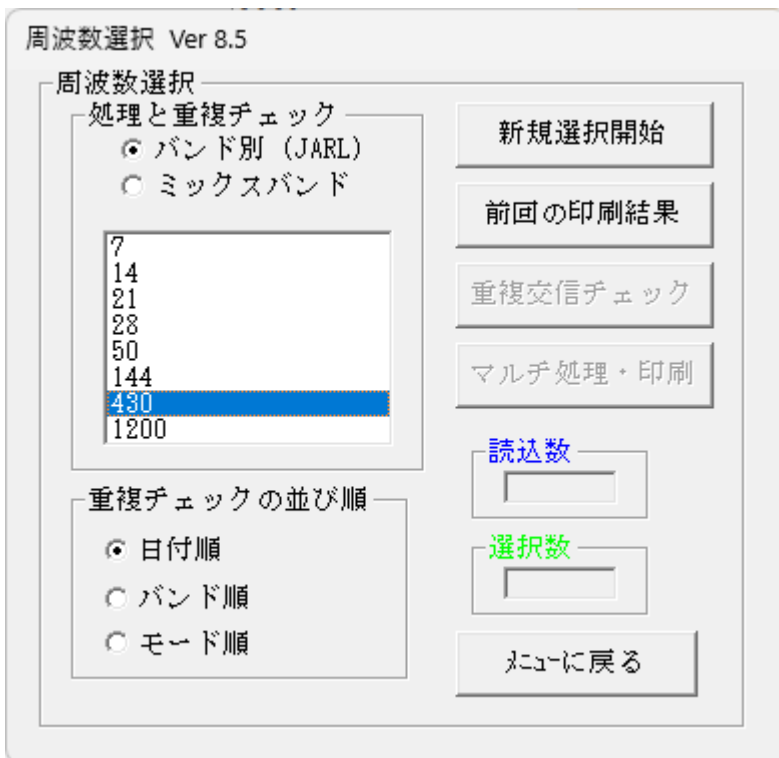 周波数選択 Ver 8.5
周波数選択
処理と重複チェック
バンド別 (JARL)
ミックスバンド
7
14
21
28
50
144
430
1200
重複チェックの並び順
日付順
バンド順
モード順
新規選択開始
前回の印刷結果
重複交信チェック
マルチ処理・印刷
読込数
選択数
ﾒﾆｭｰに戻る